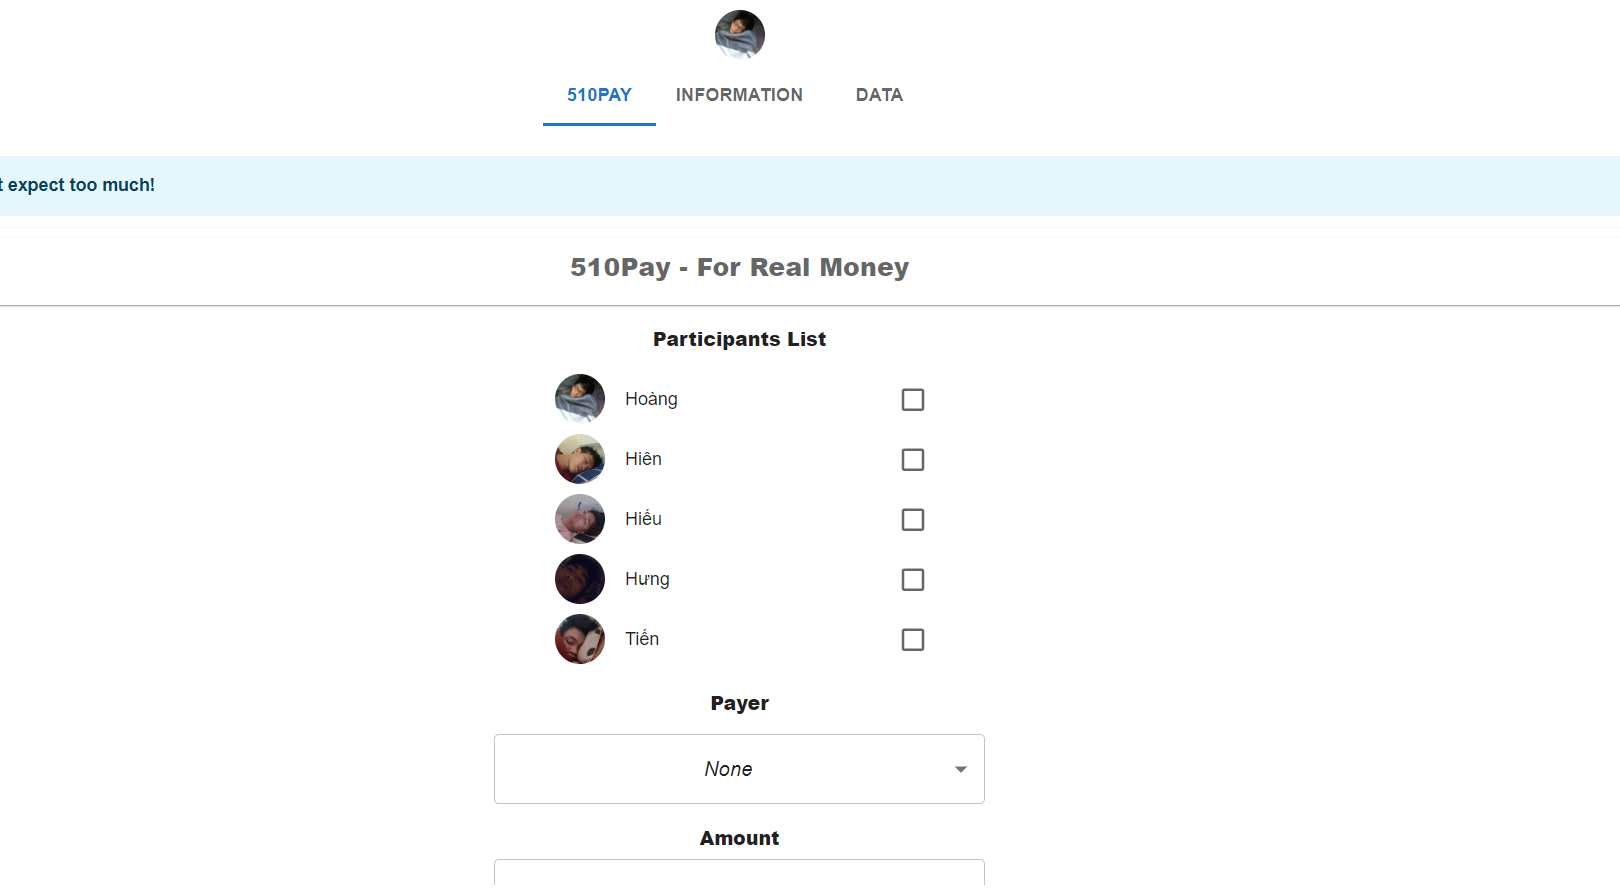 510PAY INFORMATION DATA
t expect too much!
510Pay - For Real Money
Participants List
Hoàng
Hiên
Hiếu
Hưng
Tiến
Payer
None
Amount